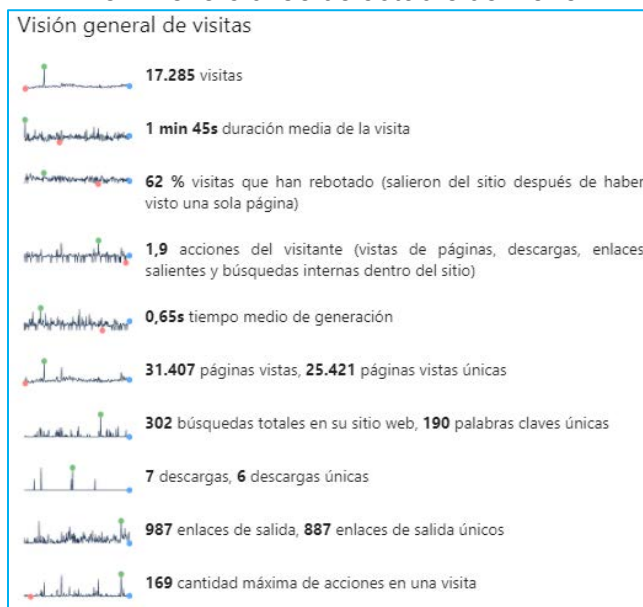 Visión general de visitas
17.285 visitas
1 min 45s duración media de la visita
62 % visitas que han rebotado (salieron del sitio después de haber
visto una sola página)
1,9 acciones del visitante (vistas de páginas, descargas, enlaces
salientes y búsquedas internas dentro del sitio)
0,65s tiempo medio de generación
31.407 páginas vistas, 25.421 páginas vistas únicas
302 búsquedas totales en su sitio web, 190 palabras claves únicas
7 descargas, 6 descargas únicas
987 enlaces de salida, 887 enlaces de salida únicos
169 cantidad máxima de acciones en una visita